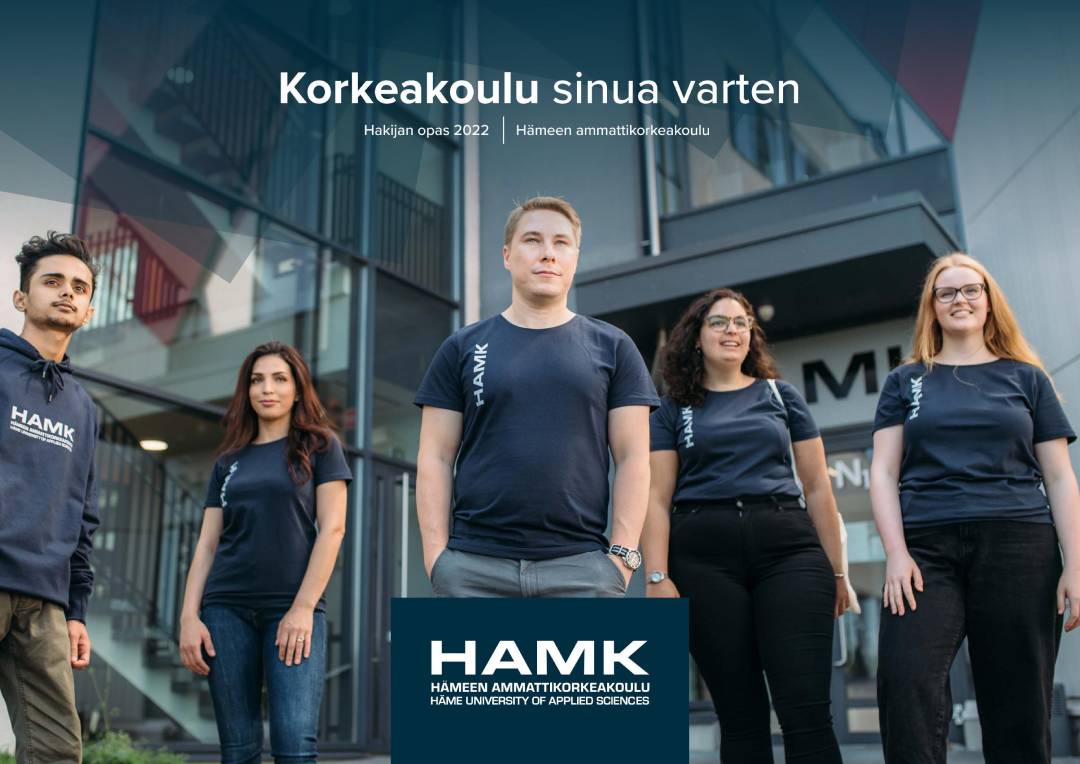 Korkeakoulu sinua varten
Hakijan opas 2022 | Hämeen ammattikorkeakoulu
HAMK
HÄMEEN AMMATTIKORKEAKOULU
HÄME UNIVERSITY OF APPLIED SCIENCES
HAMK
HAMK
HAMK
HAMK
HAMK
HÄMEEN AMMATTIKORKEAKOULU
HÄME UNIVERSITY OF APPLIED SCIENCES